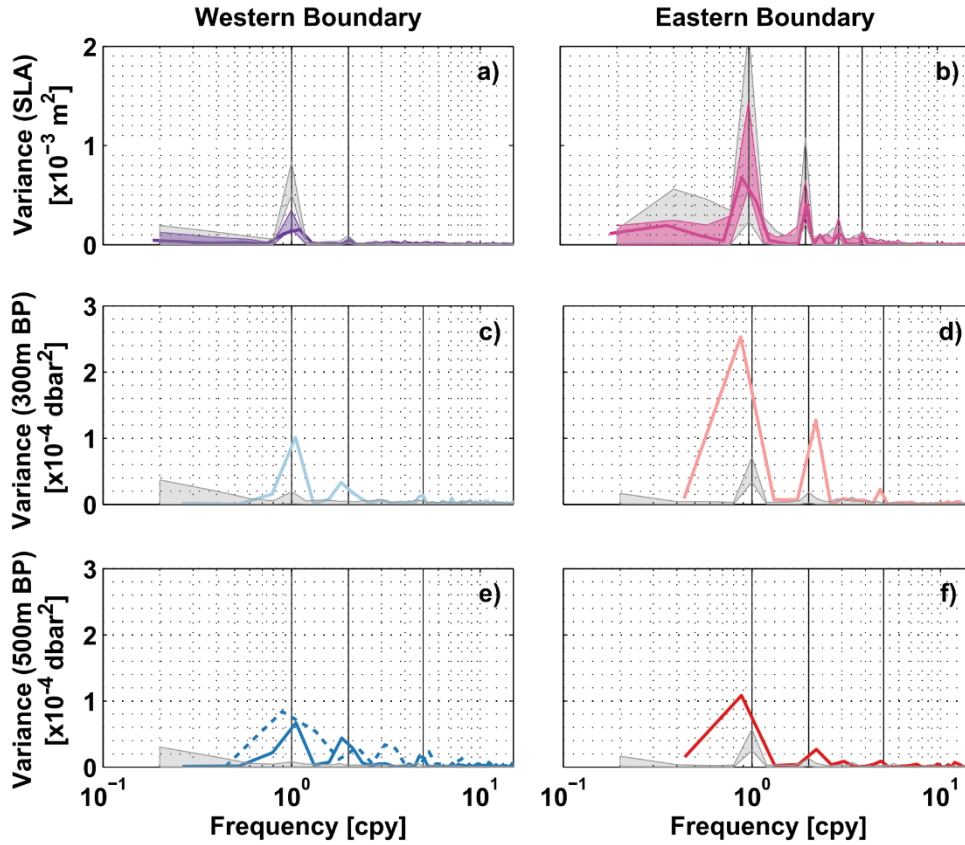 Western Boundary Eastern Boundary
Variance (SLA)
[x10⁻³ m²]
2
1
0
a)
b)
Variance (300m BP)
[x10⁻⁴ dbar²]
3
2
1
0
c)
d)
Variance (500m BP)
[x10⁻⁴ dbar²]
3
2
1
0
e)
f)
10⁻¹ 10⁰ 10¹ 10⁻¹ 10⁰ 10¹
Frequency [cpy] Frequency [cpy]